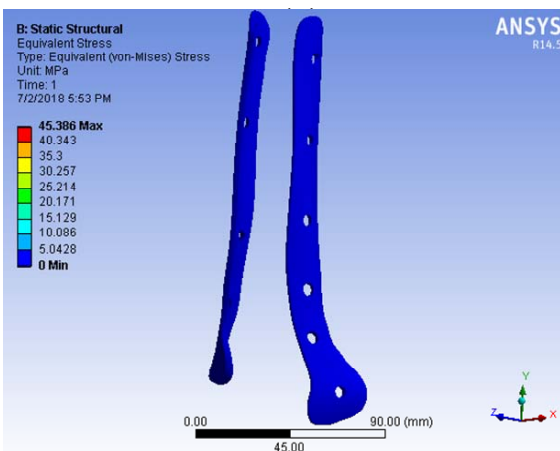 B: Static Structural
Equivalent Stress
Type: Equivalent (von-Mises) Stress
Unit: MPa
Time: 1
7/2/2018 5:53 PM
45.386 Max
40.343
35.3
30.257
25.214
20.171
15.129
10.086
5.0428
0 Min
ANSYS
R14.5
0.00
90.00 (mm)
45.00
Y
Z
X